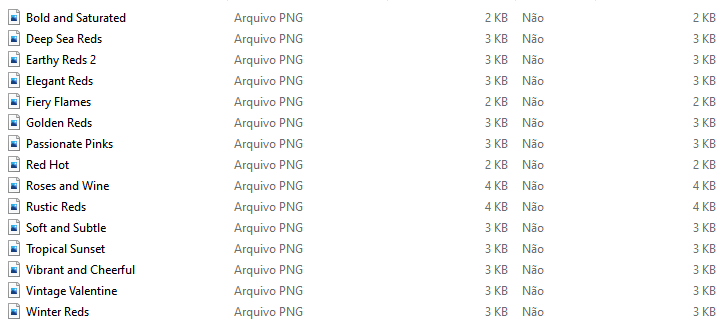 Bold and Saturated Arquivo PNG 2 KB Não 2 KB
Deep Sea Reds Arquivo PNG 3 KB Não 3 KB
Earthy Reds 2 Arquivo PNG 3 KB Não 3 KB
Elegant Reds Arquivo PNG 3 KB Não 3 KB
Fiery Flames Arquivo PNG 2 KB Não 2 KB
Golden Reds Arquivo PNG 3 KB Não 3 KB
Passionate Pinks Arquivo PNG 3 KB Não 3 KB
Red Hot Arquivo PNG 2 KB Não 2 KB
Roses and Wine Arquivo PNG 4 KB Não 4 KB
Rustic Reds Arquivo PNG 4 KB Não 4 KB
Soft and Subtle Arquivo PNG 3 KB Não 3 KB
Tropical Sunset Arquivo PNG 3 KB Não 3 KB
Vibrant and Cheerful Arquivo PNG 3 KB Não 3 KB
Vintage Valentine Arquivo PNG 3 KB Não 3 KB
Winter Reds Arquivo PNG 3 KB Não 3 KB